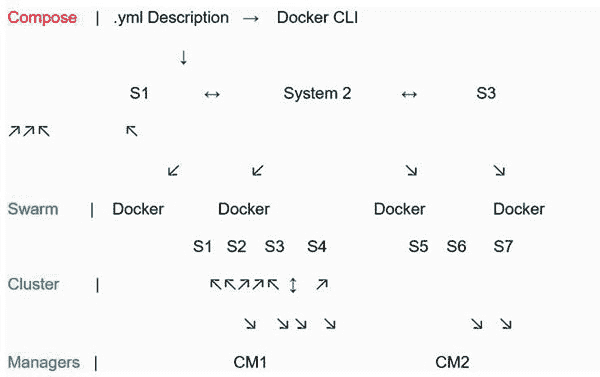 Compose | .yml Description → Docker CLI
↓
S1 ↔ System 2 ↔ S3
↗↗↖ ↖
↙ ↙ ↘ ↘
Swarm | Docker Docker Docker Docker
S1 S2 S3 S4 S5 S6 S7
Cluster | ↖↖↗↗↖ ↕ ↗
↘ ↘↘ ↘ ↘ ↘
Managers | CM1 CM2